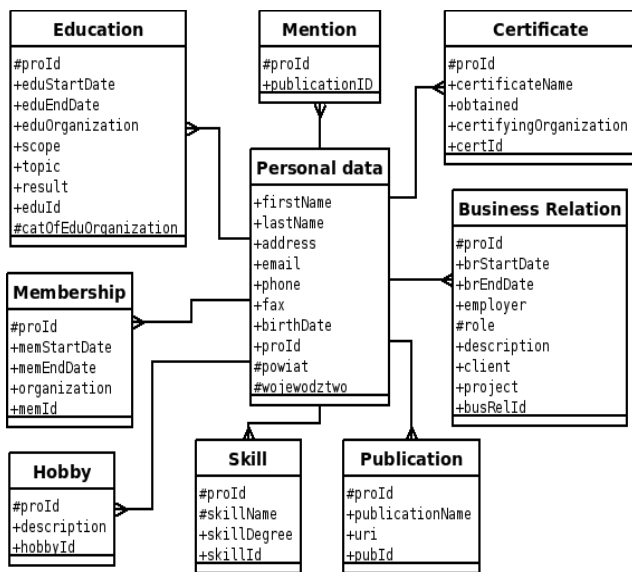 Education
#proId
+eduStartDate
+eduEndDate
+eduOrganization
+scope
+topic
+result
+eduId
#catOfEduOrganization
Mention
#proId
+publicationID
Certificate
#proId
+certificateName
+obtained
+certifyingOrganization
+certId
Personal data
+firstName
+lastName
+address
+email
+phone
+fax
+birthDate
+proId
#powiat
#wojewodztwo
Business Relation
#proId
+brStartDate
+brEndDate
+employer
#role
+description
+client
+project
+busRelId
Membership
#proId
+memStartDate
+memEndDate
+organization
+memId
Hobby
#proId
+description
+hobbyId
Skill
#proId
#skillName
+skillDegree
+skillId
Publication
#proId
+publicationName
+uri
+pubId